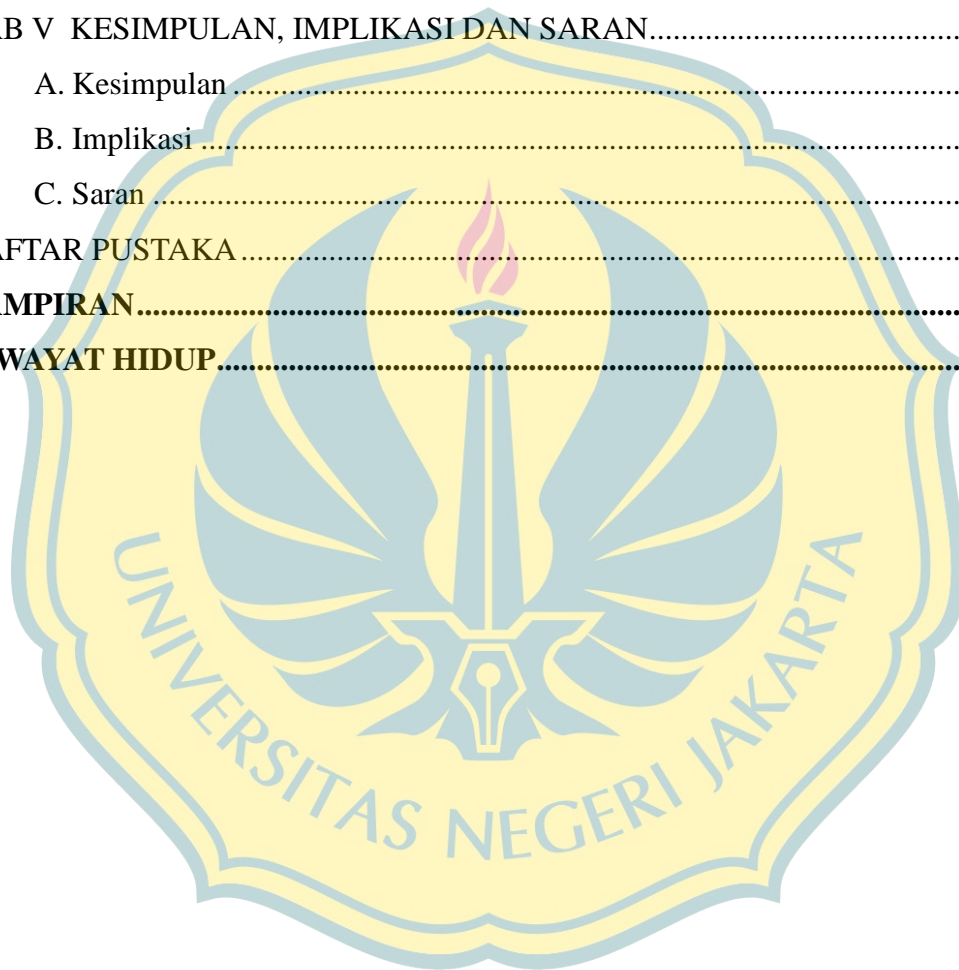 AB V KESIMPULAN, IMPLIKASI DAN SARAN........................................
A. Kesimpulan ............................................................................................
B. Implikasi ................................................................................................
C. Saran ......................................................................................................
AFTAR PUSTAKA ...........................................................................................
AMPIRAN........................................................................................................
WAYAT HIDUP..............................................................................................
UNIVERSITAS NEGERI JAKARTA